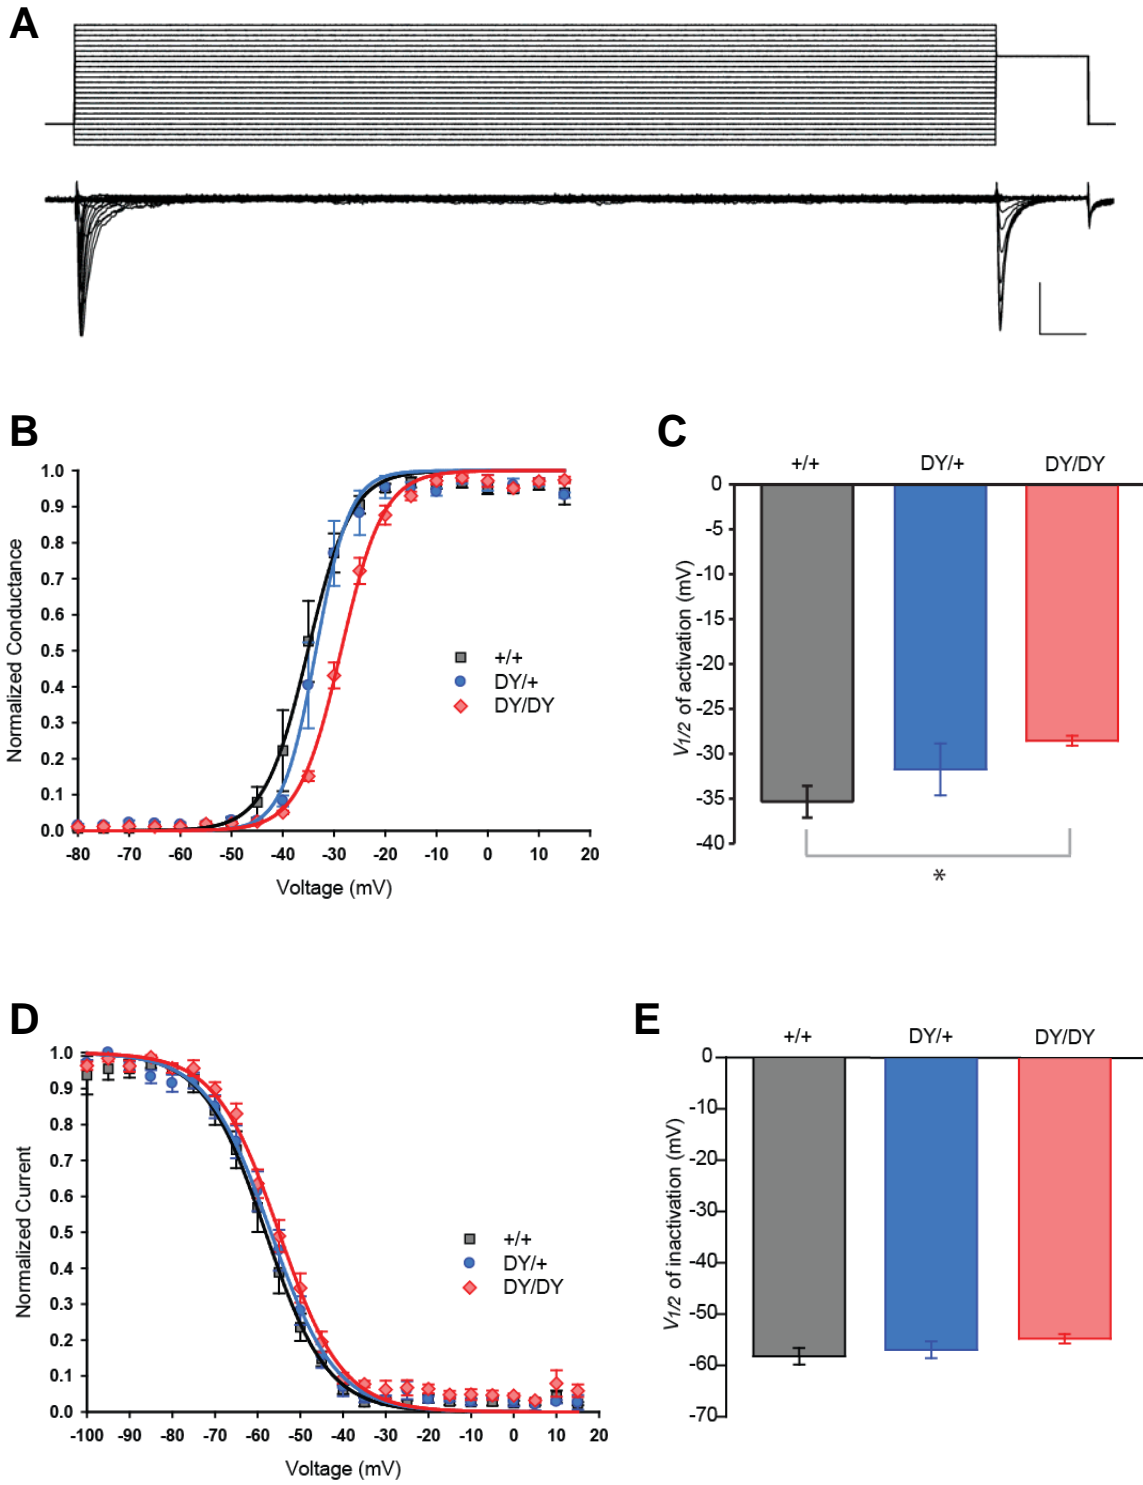 A
B
1.0
0.9
0.8
0.7
0.6
0.5
0.4
0.3
0.2
0.1
0.0
Normalized Conductance
+/+
DY/+
DY/DY
-80 -70 -60 -50 -40 -30 -20 -10 0 10 20
Voltage (mV)
C
+/+ DY/+ DY/DY
0
-5
-10
-15
-20
-25
-30
-35
-40
V1/2 of activation (mV)
*
D
1.0
0.9
0.8
0.7
0.6
0.5
0.4
0.3
0.2
0.1
0.0
Normalized Current
+/+
DY/+
DY/DY
-100 -90 -80 -70 -60 -50 -40 -30 -20 -10 0 10 20
Voltage (mV)
E
+/+ DY/+ DY/DY
0
-10
-20
-30
-40
-50
-60
-70
V1/2 of inactivation (mV)